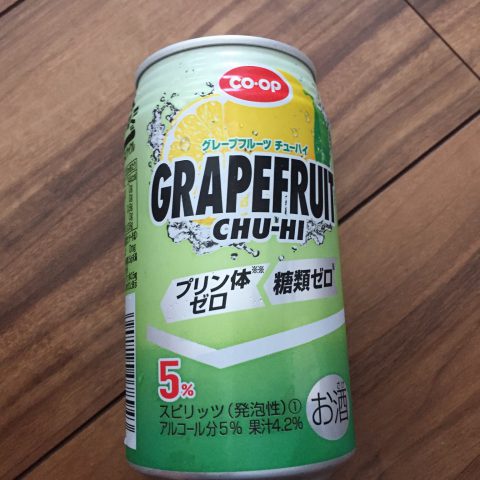 CO-OP
グレープフルーツ チューハイ
GRAPEFRUIT
CHU-HI
プリン体※※
ゼロ
糖類ゼロ※
5%
スピリッツ(発泡性)①
アルコール分5% 果汁4.2%
お酒